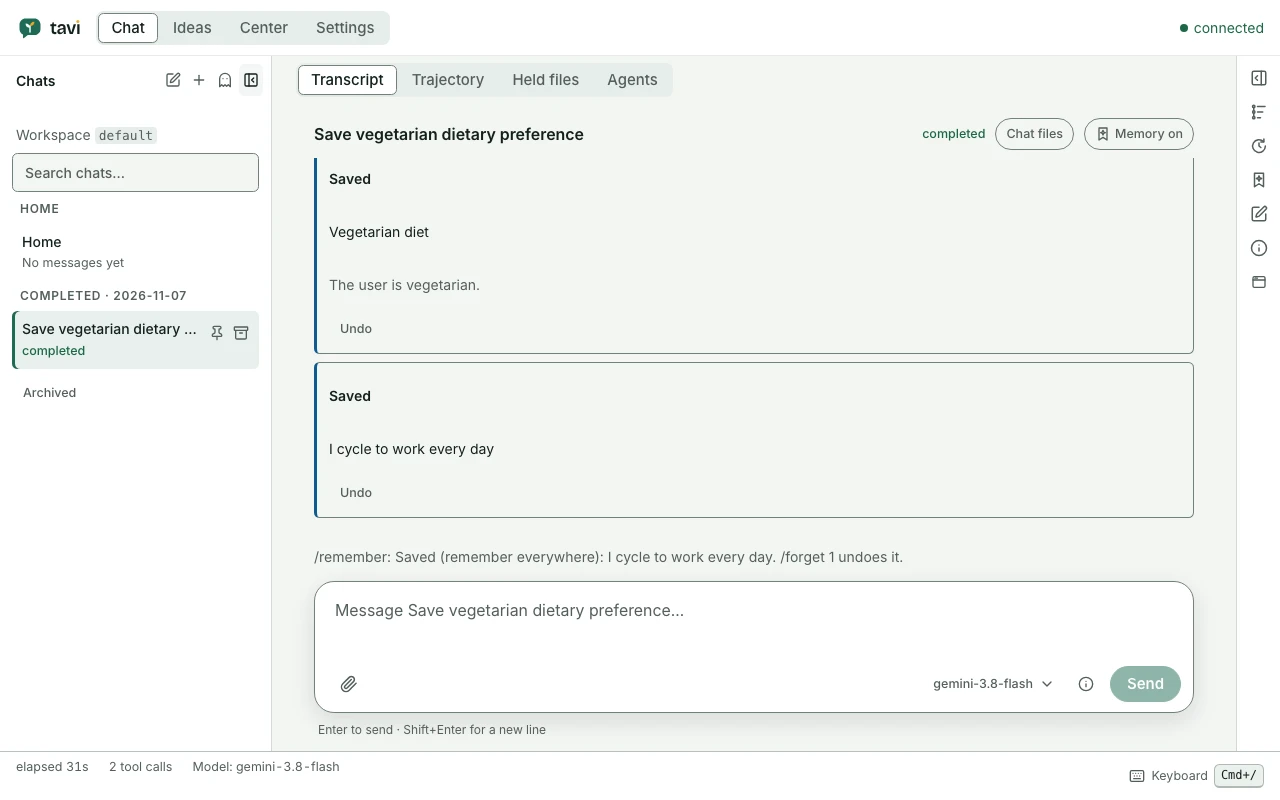 tavi
Chat
Ideas
Center
Settings
connected
Chats
Workspace default
Search chats...
HOME
Home
No messages yet
COMPLETED · 2026-11-07
Save vegetarian dietary ...
completed
Archived
Transcript
Trajectory
Held files
Agents
Save vegetarian dietary preference
completed
Chat files
Memory on
Saved
Vegetarian diet
The user is vegetarian.
Undo
Saved
I cycle to work every day
Undo
/remember: Saved (remember everywhere): I cycle to work every day. /forget 1 undoes it.
Message Save vegetarian dietary preference...
gemini-3.8-flash
Send
Enter to send · Shift+Enter for a new line
elapsed 31s
2 tool calls
Model: gemini-3.8-flash
Keyboard
Cmd+/